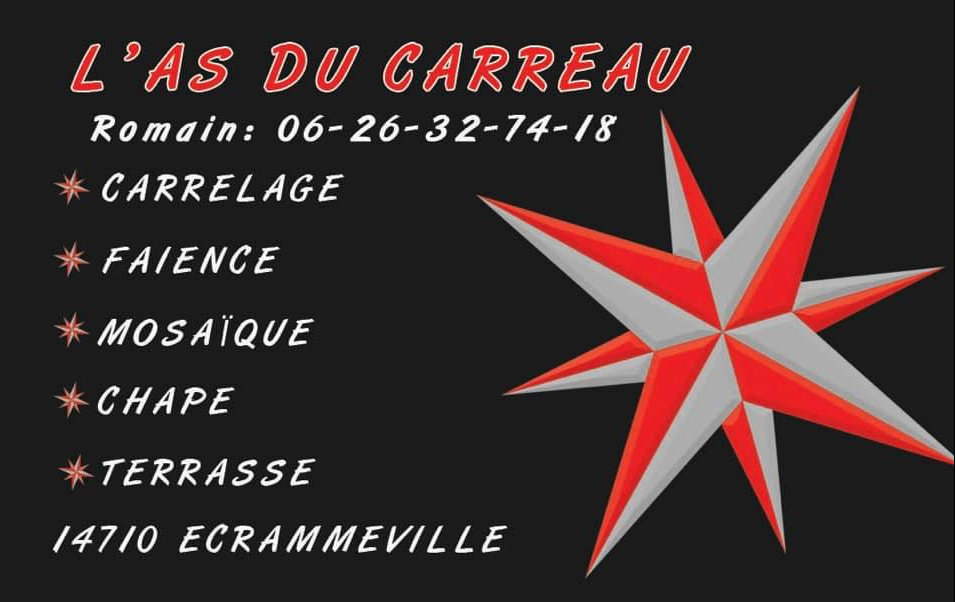 L'AS DU CARREAU
Romain: 06-26-32-74-18
CARRELAGE
FAIENCE
MOSAÏQUE
CHAPE
TERRASSE
14710 ECRAMMEVILLE